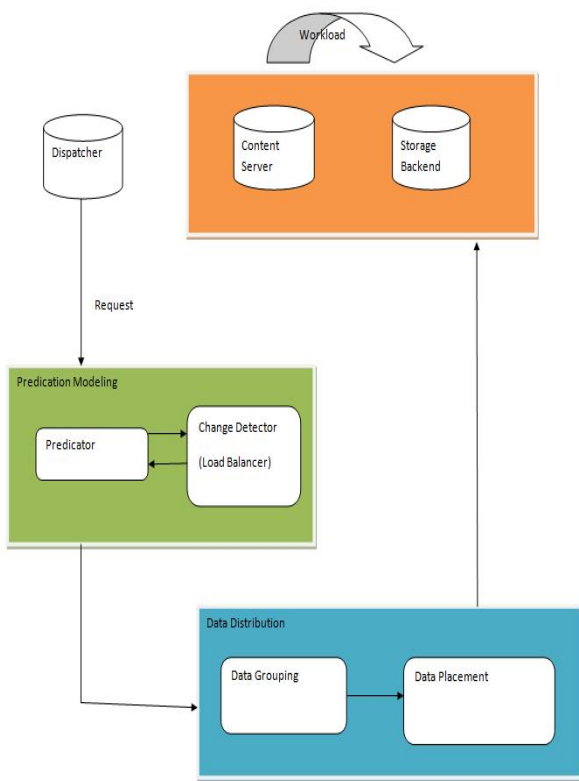 Workload
Dispatcher
Content
Server
Storage
Backend
Request
Predication Modeling
Predicator
Change Detector
(Load Balancer)
Data Distribution
Data Grouping
Data Placement